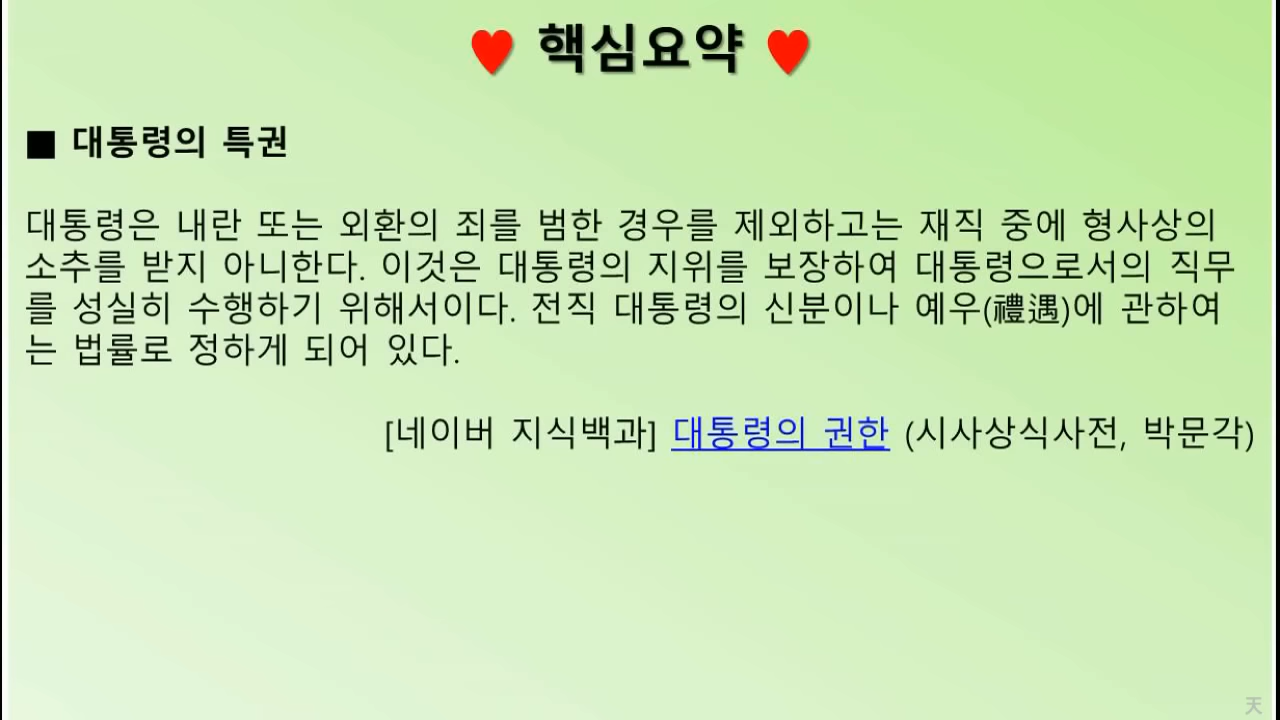 ♥ 핵심요약 ♥
■ 대통령의 특권
대통령은 내란 또는 외환의 죄를 범한 경우를 제외하고는 재직 중에 형사상의
소추를 받지 아니한다. 이것은 대통령의 지위를 보장하여 대통령으로서의 직무
를 성실히 수행하기 위해서이다. 전직 대통령의 신분이나 예우(禮遇)에 관하여
는 법률로 정하게 되어 있다.
[네이버 지식백과] 대통령의 권한 (시사상식사전, 박문각)
天